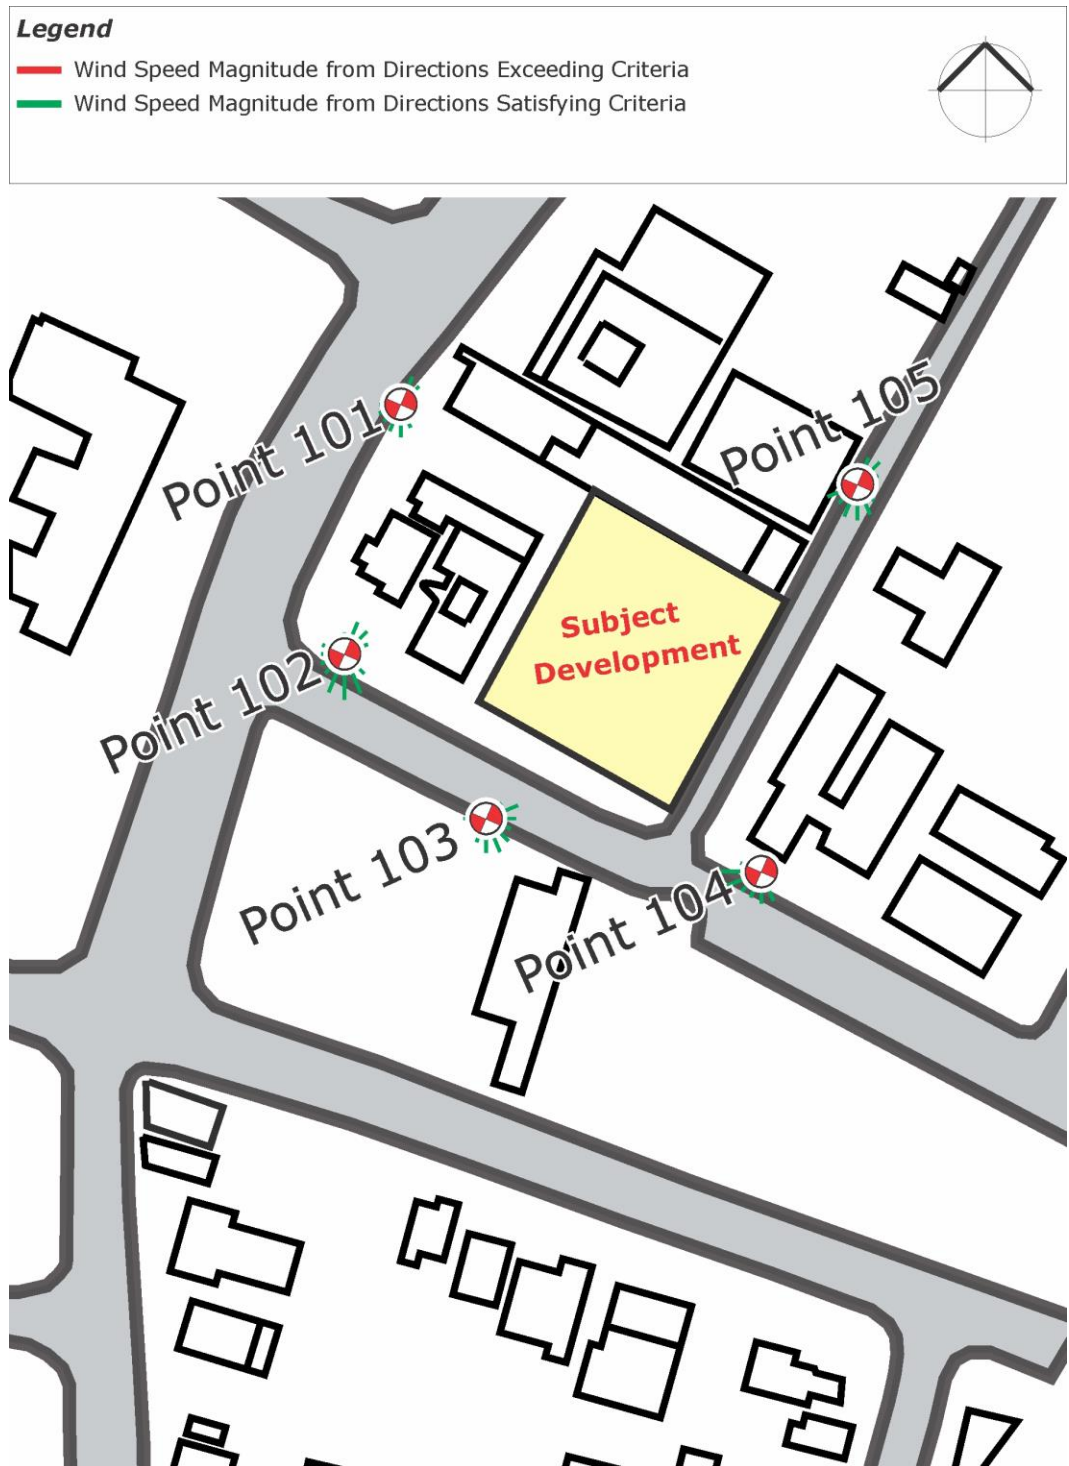 Legend
Wind Speed Magnitude from Directions Exceeding Criteria
Wind Speed Magnitude from Directions Satisfying Criteria
Point 101
Point 105
Subject
Development
Point 102
Point 103
Point 104